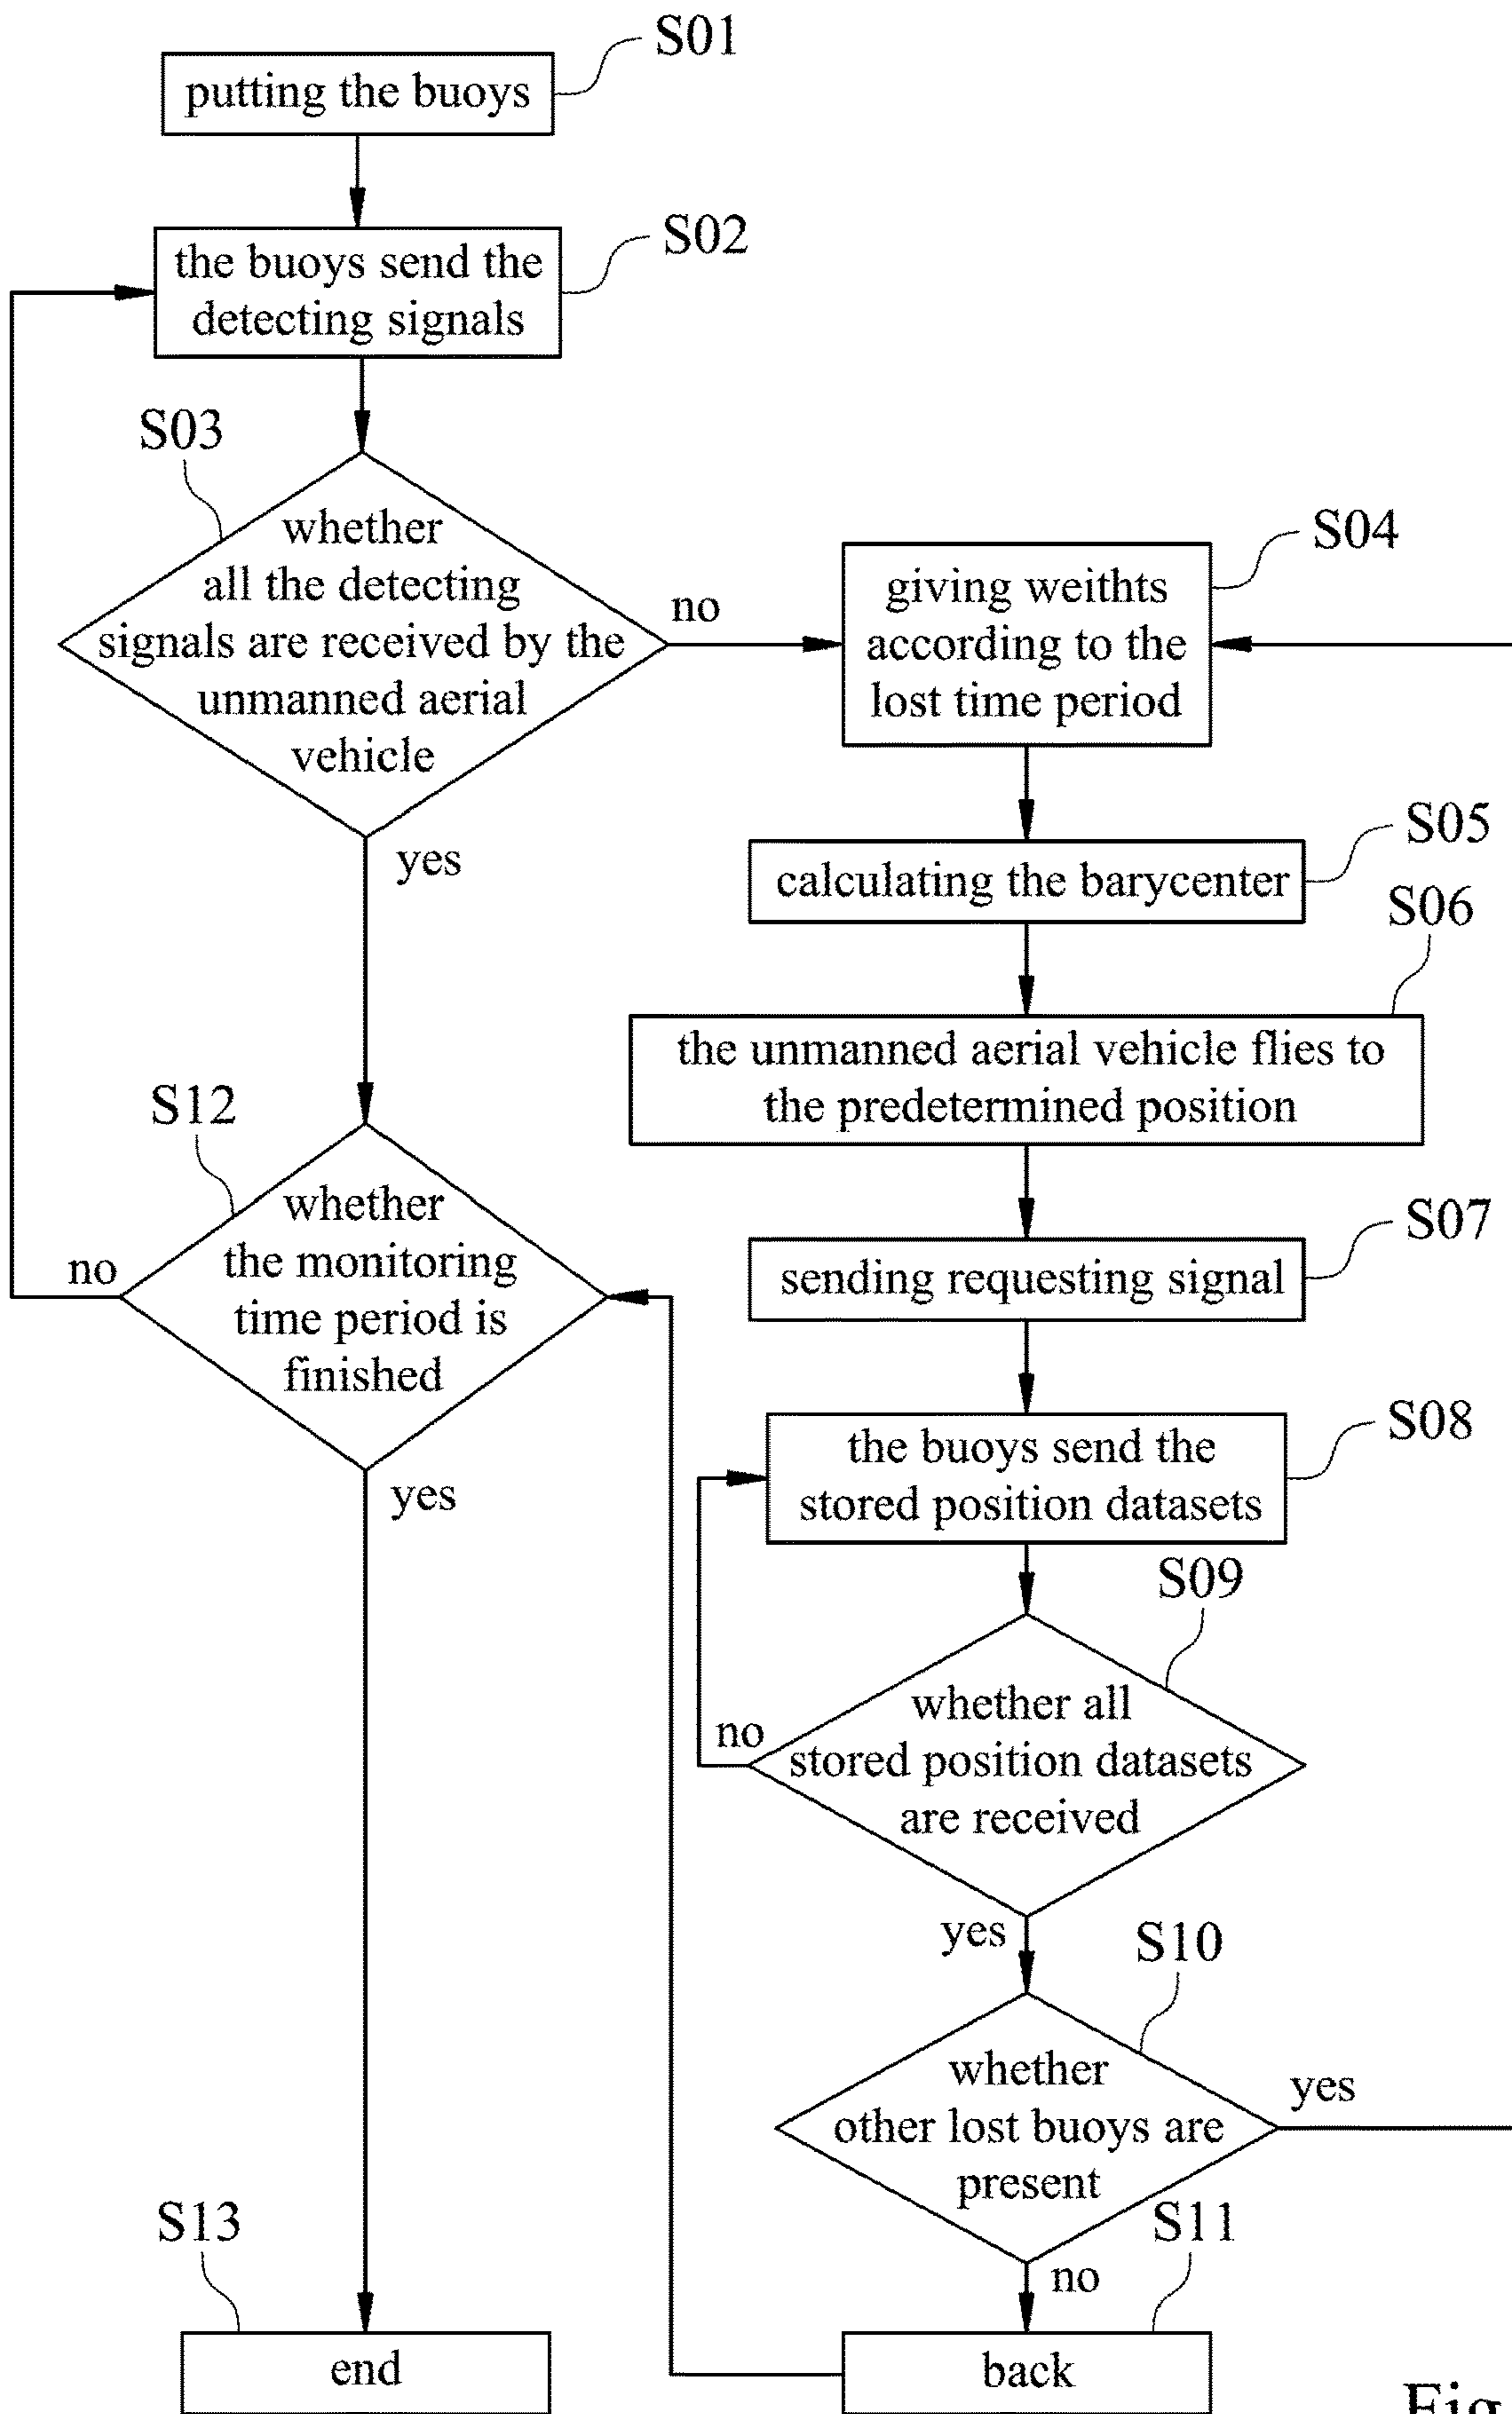 S01
putting the buoys
S02
the buoys send the
detecting signals
S03
whether
all the detecting
signals are received by the
unmanned aerial
vehicle
no
yes
S04
giving weithts
according to the
lost time period
S05
calculating the barycenter
S06
the unmanned aerial vehicle flies to
the predetermined position
S07
sending requesting signal
S08
the buoys send the
stored position datasets
S09
whether all
stored position datasets
are received
no
yes
S10
whether
other lost buoys are
present
yes
no
S11
back
S12
whether
the monitoring
time period is
finished
no
yes
S13
end
Fig